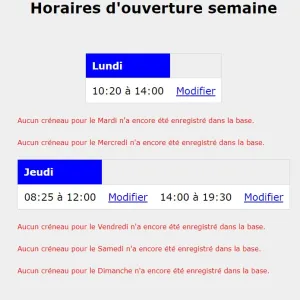 Horaires d'ouverture semaine
Lundi
10:20 à 14:00 Modifier
Aucun créneau pour le Mardi n'a encore été enregistré dans la base.
Aucun créneau pour le Mercredi n'a encore été enregistré dans la base.
Jeudi
08:25 à 12:00 Modifier 14:00 à 19:30 Modifier
Aucun créneau pour le Vendredi n'a encore été enregistré dans la base.
Aucun créneau pour le Samedi n'a encore été enregistré dans la base.
Aucun créneau pour le Dimanche n'a encore été enregistré dans la base.